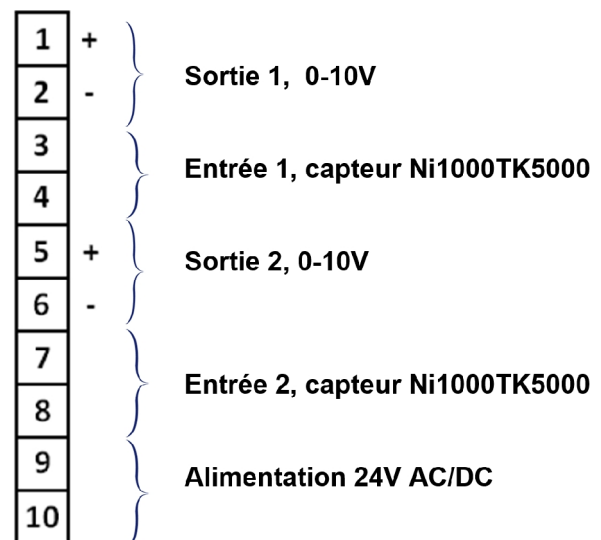 1 +
2 -
Sortie 1, 0-10V
3
4
Entrée 1, capteur Ni1000TK5000
5 +
6 -
Sortie 2, 0-10V
7
8
Entrée 2, capteur Ni1000TK5000
9
10
Alimentation 24V AC/DC